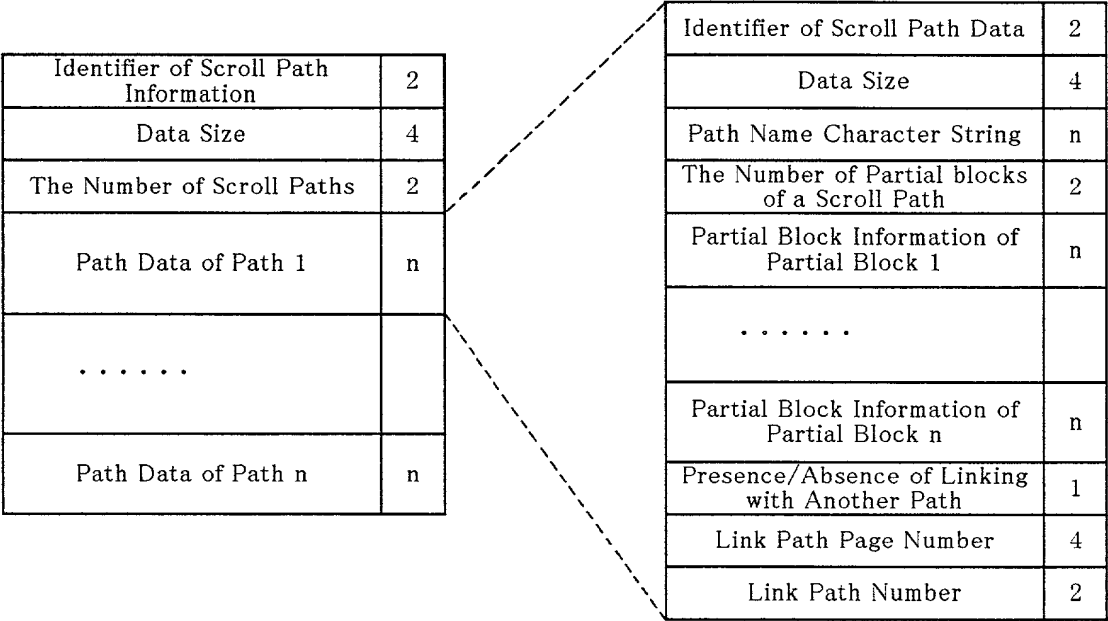 Identifier of Scroll Path
Information
2
Data Size
4
The Number of Scroll Paths
2
Path Data of Path 1
n
. . . . . .
Path Data of Path n
n
Identifier of Scroll Path Data
2
Data Size
4
Path Name Character String
n
The Number of Partial blocks
of a Scroll Path
2
Partial Block Information of
Partial Block 1
n
. . . . . .
Partial Block Information of
Partial Block n
n
Presence/Absence of Linking
with Another Path
1
Link Path Page Number
4
Link Path Number
2